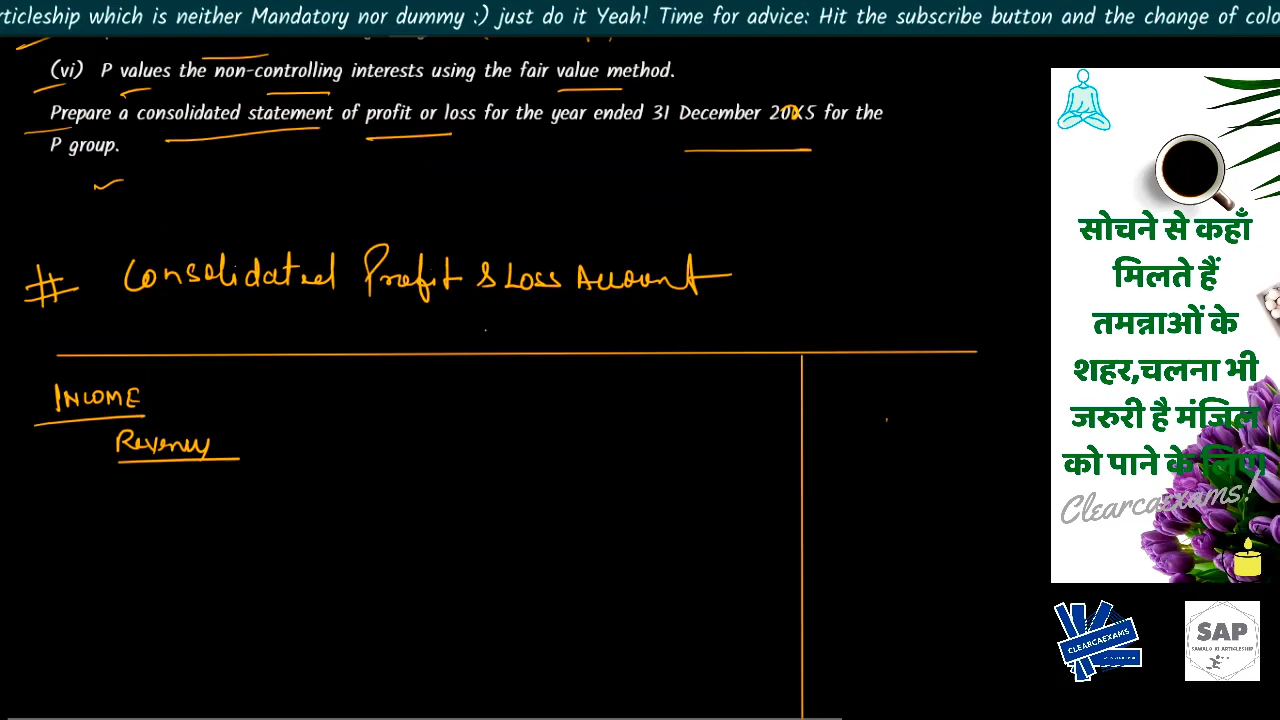 rticleship which is neither Mandatory nor dummy :) just do it Yeah! Time for advice: Hit the subscribe button and the change of colo
(vi) P values the non-controlling interests using the fair value method.
Prepare a consolidated statement of profit or loss for the year ended 31 December 20X5 for the
P group.
# Consolidated Profit & Loss Account
INCOME
Revenue
सोचने से कहाँ
मिलते हैं
तमन्नाओं के
शहर,चलना भी
जरुरी है मंजिल
को पाने के लिए।
Clearcaexams!
CLEARCAEXAMS
SAP
SAMBLO KI ARTICLESHIP